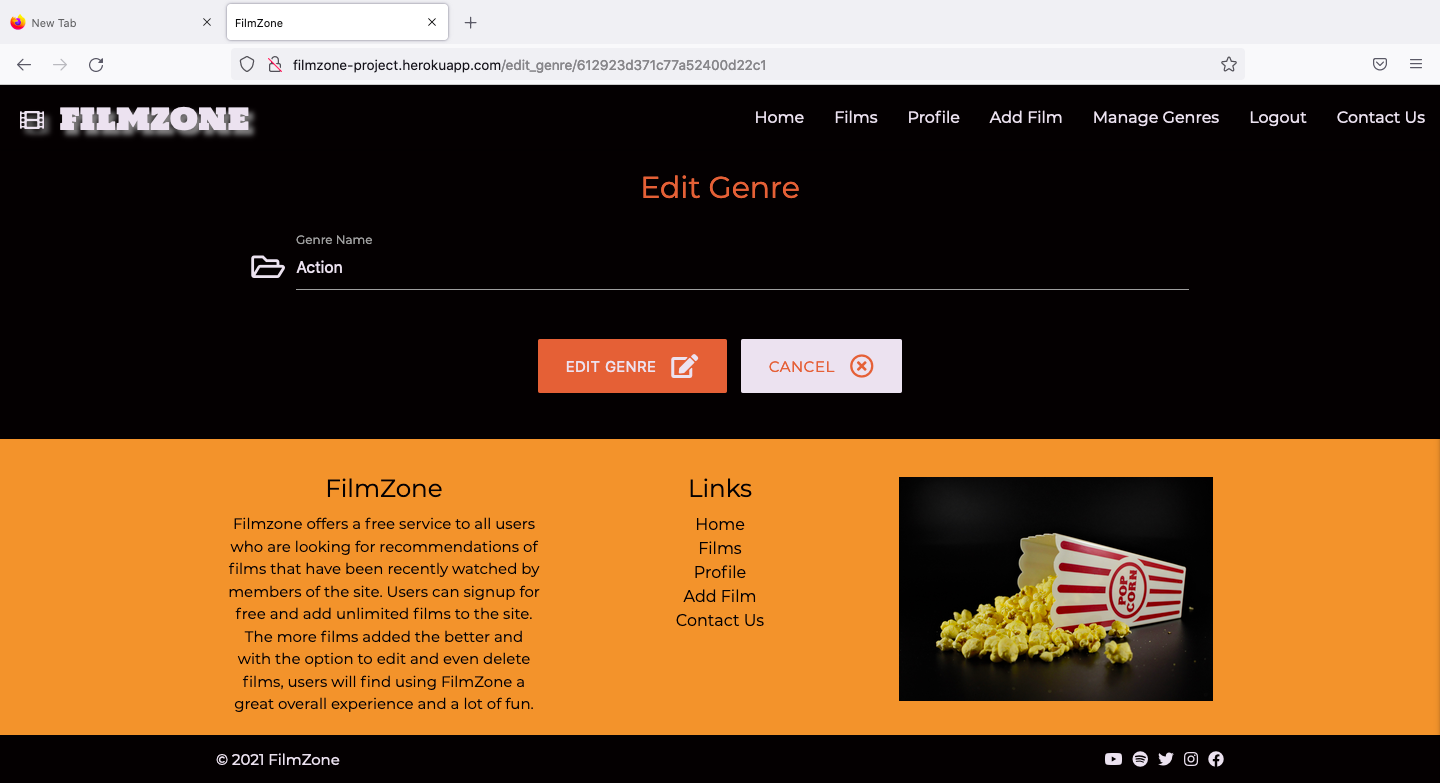 New Tab
FilmZone
filmzone-project.herokuapp.com/edit_genre/612923d371c77a52400d22c1
FILMZONE
Home Films Profile Add Film Manage Genres Logout Contact Us
Edit Genre
Genre Name
Action
EDIT GENRE
CANCEL
FilmZone
Filmzone offers a free service to all users
who are looking for recommendations of
films that have been recently watched by
members of the site. Users can signup for
free and add unlimited films to the site.
The more films added the better and
with the option to edit and even delete
films, users will find using FilmZone a
great overall experience and a lot of fun.
Links
Home
Films
Profile
Add Film
Contact Us
POP
CORN
© 2021 FilmZone